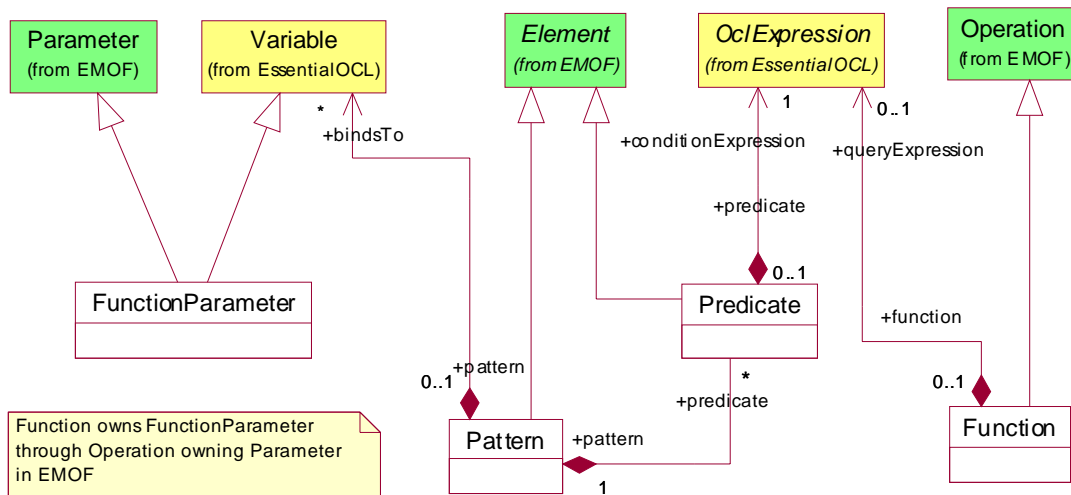 Parameter
(from EMOF)
Variable
(from EssentialOCL)
Element
(from EMOF)
OclExpression
(from EssentialOCL)
Operation
(from EMOF)
*
+bindsTo
1
+conditionExpression
0..1
+queryExpression
+predicate
0..1
FunctionParameter
Predicate
+function
0..1
+pattern
*
+predicate
0..1
Function owns FunctionParameter
through Operation owning Parameter
in EMOF
Pattern
+pattern
1
Function